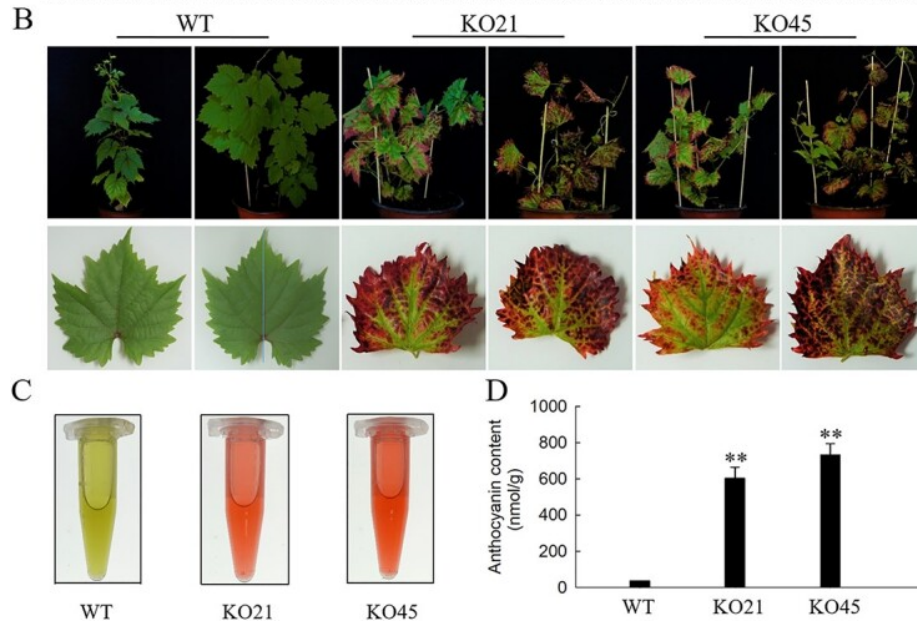 B
WT KO21 KO45
C
WT KO21 KO45
D
Anthocyanin content
(nmol/g)
1000
800
600
400
200
0
** **
WT KO21 KO45